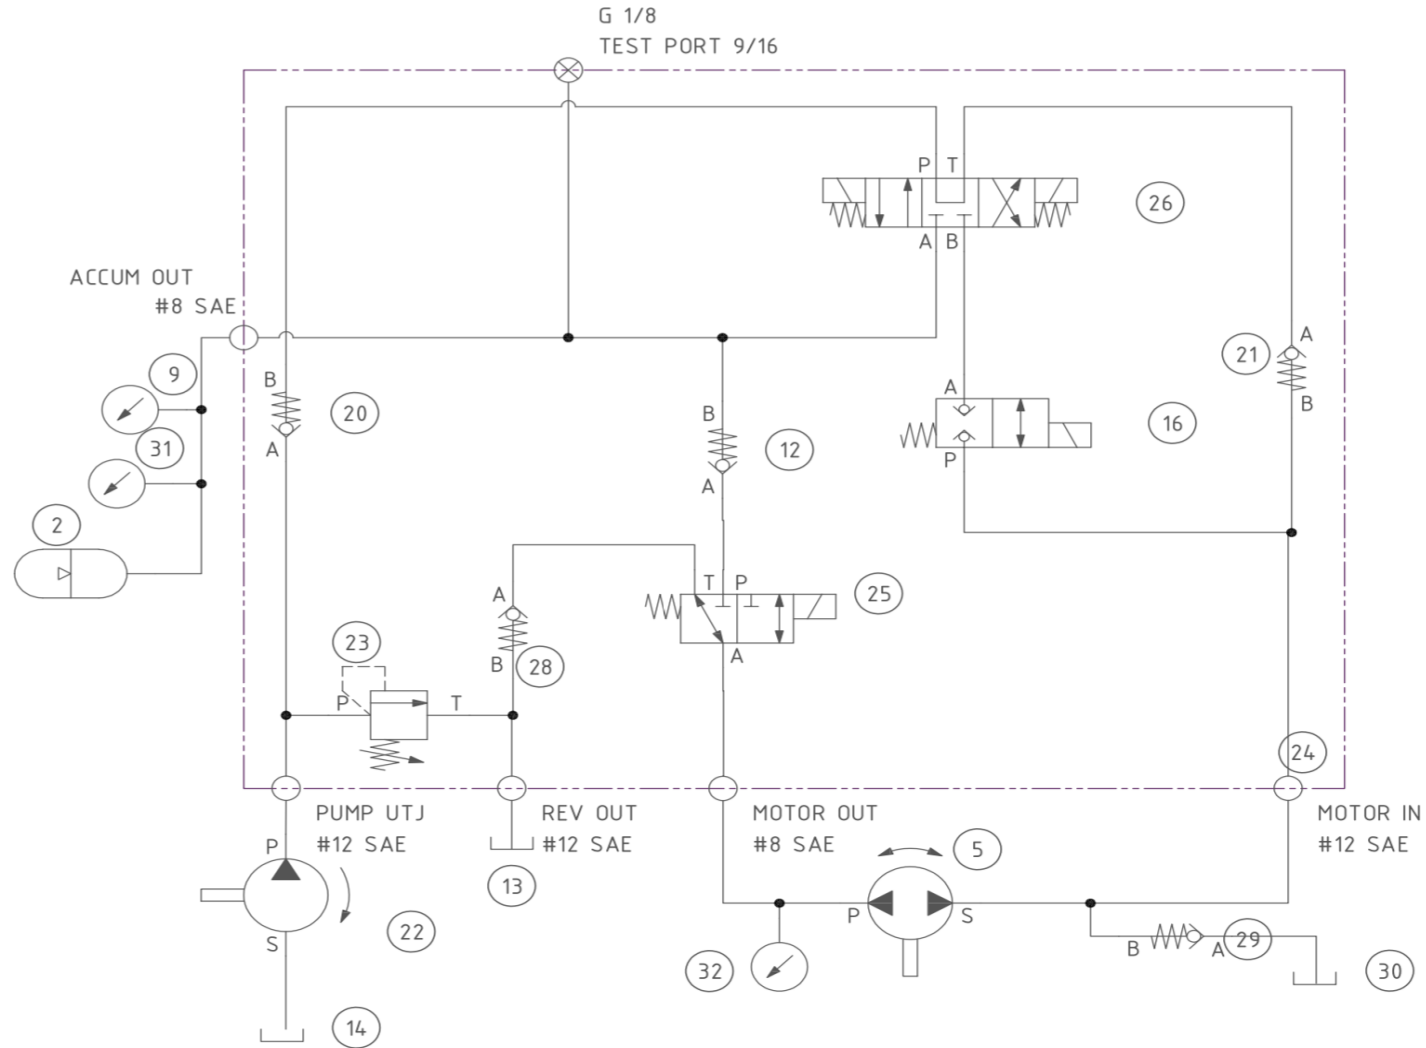 G 1/8
TEST PORT 9/16
P T
26
A B
ACCUM OUT
#8 SAE
9
B
20
A
31
2
B
12
A
A
21
B
A
16
P
T P
25
A
A
B
28
23
P
T
24
PUMP UTJ
#12 SAE
REV OUT
#12 SAE
MOTOR OUT
#8 SAE
MOTOR IN
#12 SAE
P
22
S
13
5
P
S
32
B
A
29
30
14